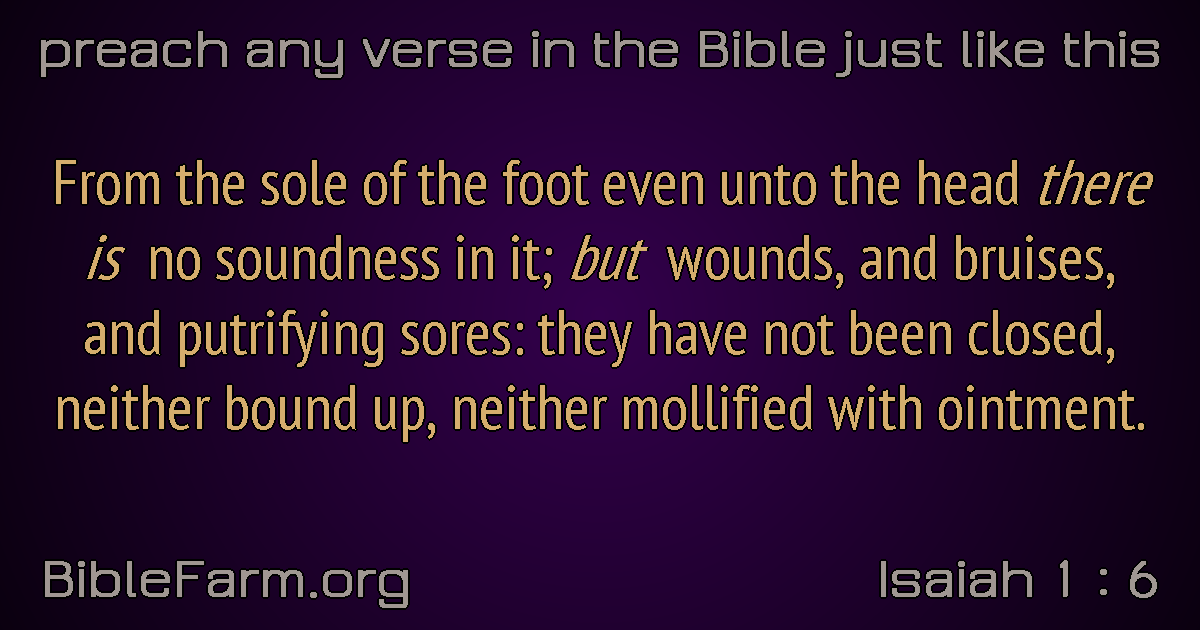 preach any verse in the Bible just like this
From the sole of the foot even unto the head there
is no soundness in it; but wounds, and bruises,
and putrifying sores: they have not been closed,
neither bound up, neither mollified with ointment.
BibleFarm.org
Isaiah 1 : 6